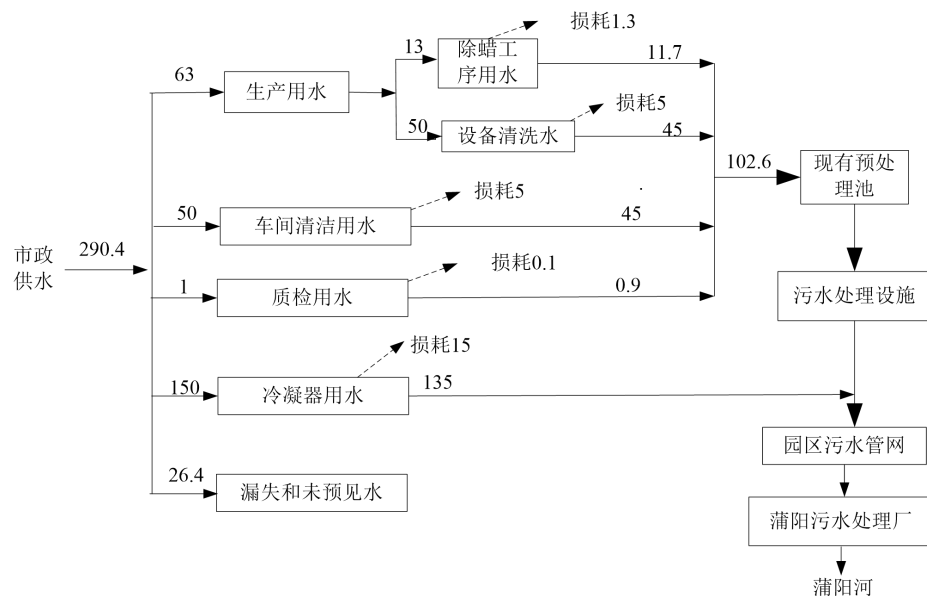 损耗1.3
13
除蜡工
序用水
11.7
63
生产用水
50
设备清洗水
损耗5
45
102.6
现有预处
理池
损耗5
50
车间清洁用水
45
市政
供水
290.4
损耗0.1
1
质检用水
0.9
污水处理设施
损耗15
150
冷凝器用水
135
园区污水管网
26.4
漏失和未预见水
蒲阳污水处理厂
蒲阳河